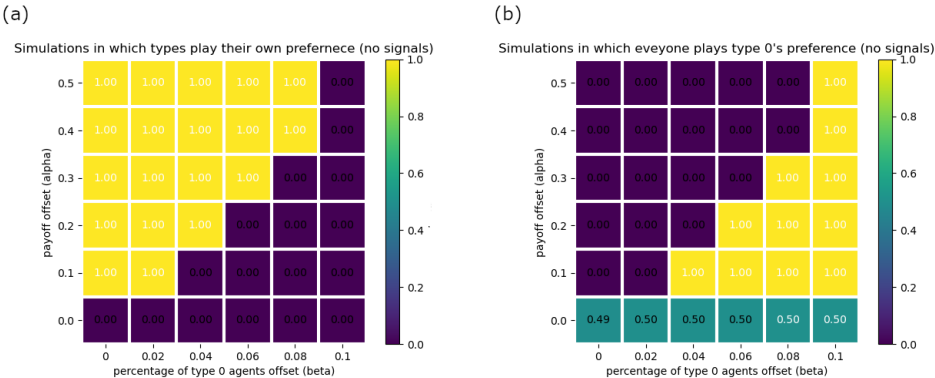 (a)
Simulations in which types play their own prefernece (no signals)
payoff offset (alpha)
0.5 1.00 1.00 1.00 1.00 1.00 0.00
0.4 1.00 1.00 1.00 1.00 1.00 0.00
0.3 1.00 1.00 1.00 1.00 0.00 0.00
0.2 1.00 1.00 1.00 0.00 0.00 0.00
0.1 1.00 1.00 0.00 0.00 0.00 0.00
0.0 0.00 0.00 0.00 0.00 0.00 0.00
0 0.02 0.04 0.06 0.08 0.1
percentage of type 0 agents offset (beta)
1.0
0.8
0.6
0.4
0.2
0.0
(b)
Simulations in which eveyone plays type 0's preference (no signals)
payoff offset (alpha)
0.5 0.00 0.00 0.00 0.00 0.00 1.00
0.4 0.00 0.00 0.00 0.00 0.00 1.00
0.3 0.00 0.00 0.00 0.00 1.00 1.00
0.2 0.00 0.00 0.00 1.00 1.00 1.00
0.1 0.00 0.00 1.00 1.00 1.00 1.00
0.0 0.49 0.50 0.50 0.50 0.50 0.50
0 0.02 0.04 0.06 0.08 0.1
percentage of type 0 agents offset (beta)
1.0
0.8
0.6
0.4
0.2
0.0